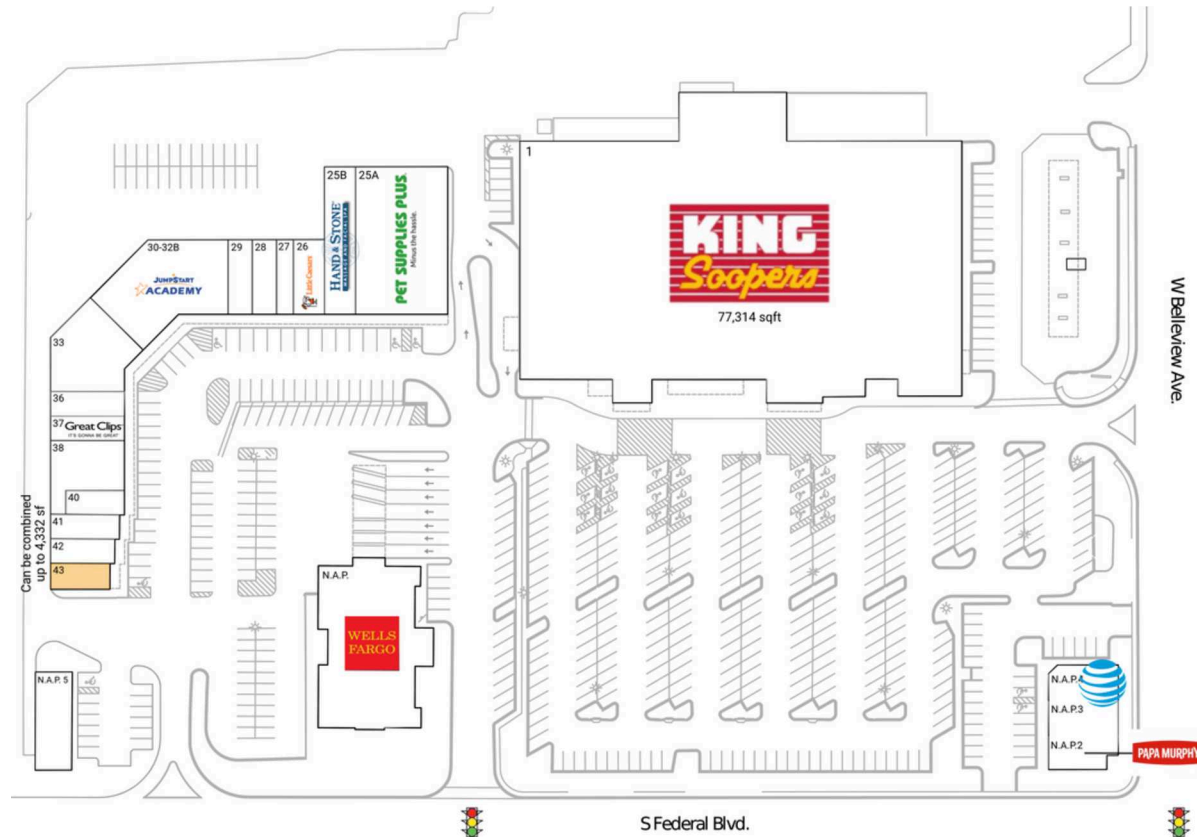 1
KING
Soopers
77,314 sqft
25B
25A
HAND & STONE
PET SUPPLIES PLUS
Minus the hassle.
30-32B
29
28
27
26
Little Caesars
JUMPSTART
ACADEMY
33
36
37
Great Clips
IT'S GONNA BE GREAT
38
40
41
42
43
Can be combined
up to 4,332 sf
N.A.P.
WELLS
FARGO
N.A.P. 5
N.A.P.4
N.A.P.3
N.A.P.2
PAPA MURPHY
W Belleview Ave.
S Federal Blvd.